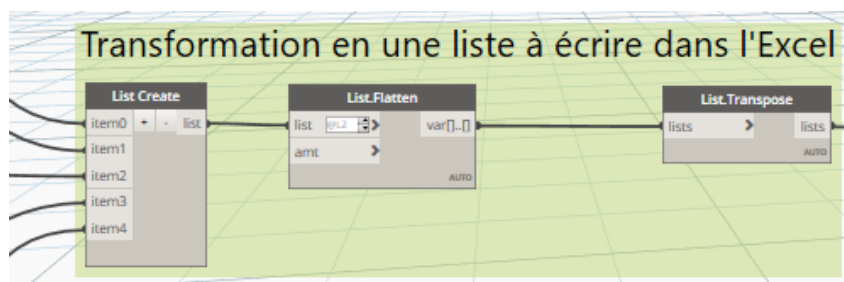 Transformation en une liste à écrire dans l'Excel
List Create
item0 + - list
item1
item2
item3
item4
List.Flatten
list @L2 var[]..[]
amt
AUTO
List.Transpose
lists lists
AUTO